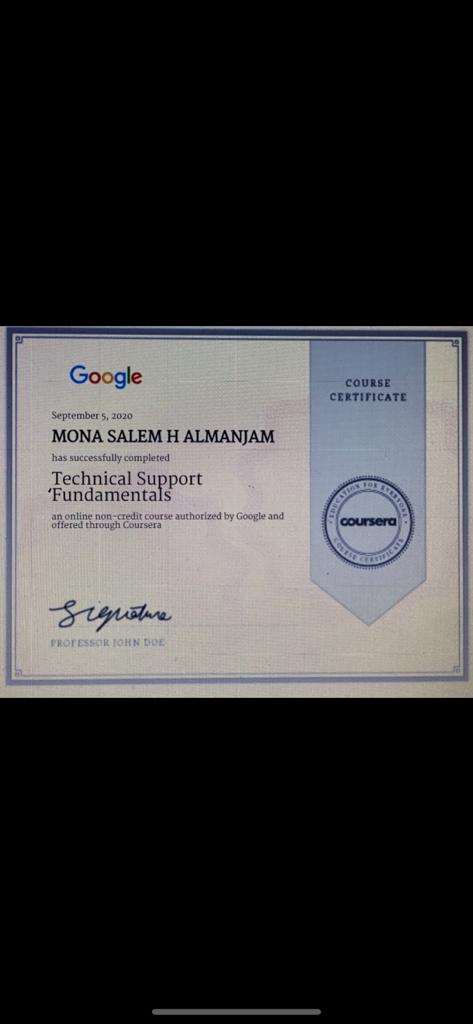 Google
September 5, 2020
MONA SALEM H ALMANJAM
has successfully completed
Technical Support
‘Fundamentals
an online non-credit course authorized by Google and
offered through Coursera
Signature
PROFESSOR JOHN DOE
COURSE
CERTIFICATE
EDUCATION FOR EVERYONE
coursera
COURSE CERTIFICATE